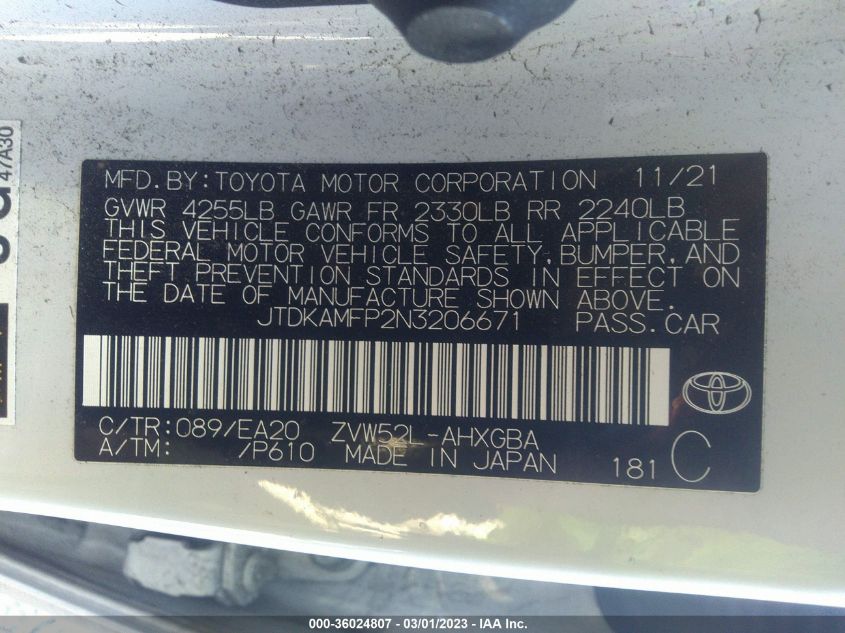 47A30
MFD.BY:TOYOTA MOTOR CORPORATION 11/21
GVWR 4255LB GAWR FR 2330LB RR 2240LB
THIS VEHICLE CONFORMS TO ALL APPLICABLE
FEDERAL MOTOR VEHICLE SAFETY,BUMPER,AND
THEFT PREVENTION STANDARDS IN EFFECT ON
THE DATE OF MANUFACTURE SHOWN ABOVE.
JTDKAMFP2N3206671 PASS.CAR
C/TR:089/EA20 ZVW52L-AHXGBA
A/TM: /P610 MADE IN JAPAN 181 C
000-36024807 — 03/01/2023 — IAA Inc.